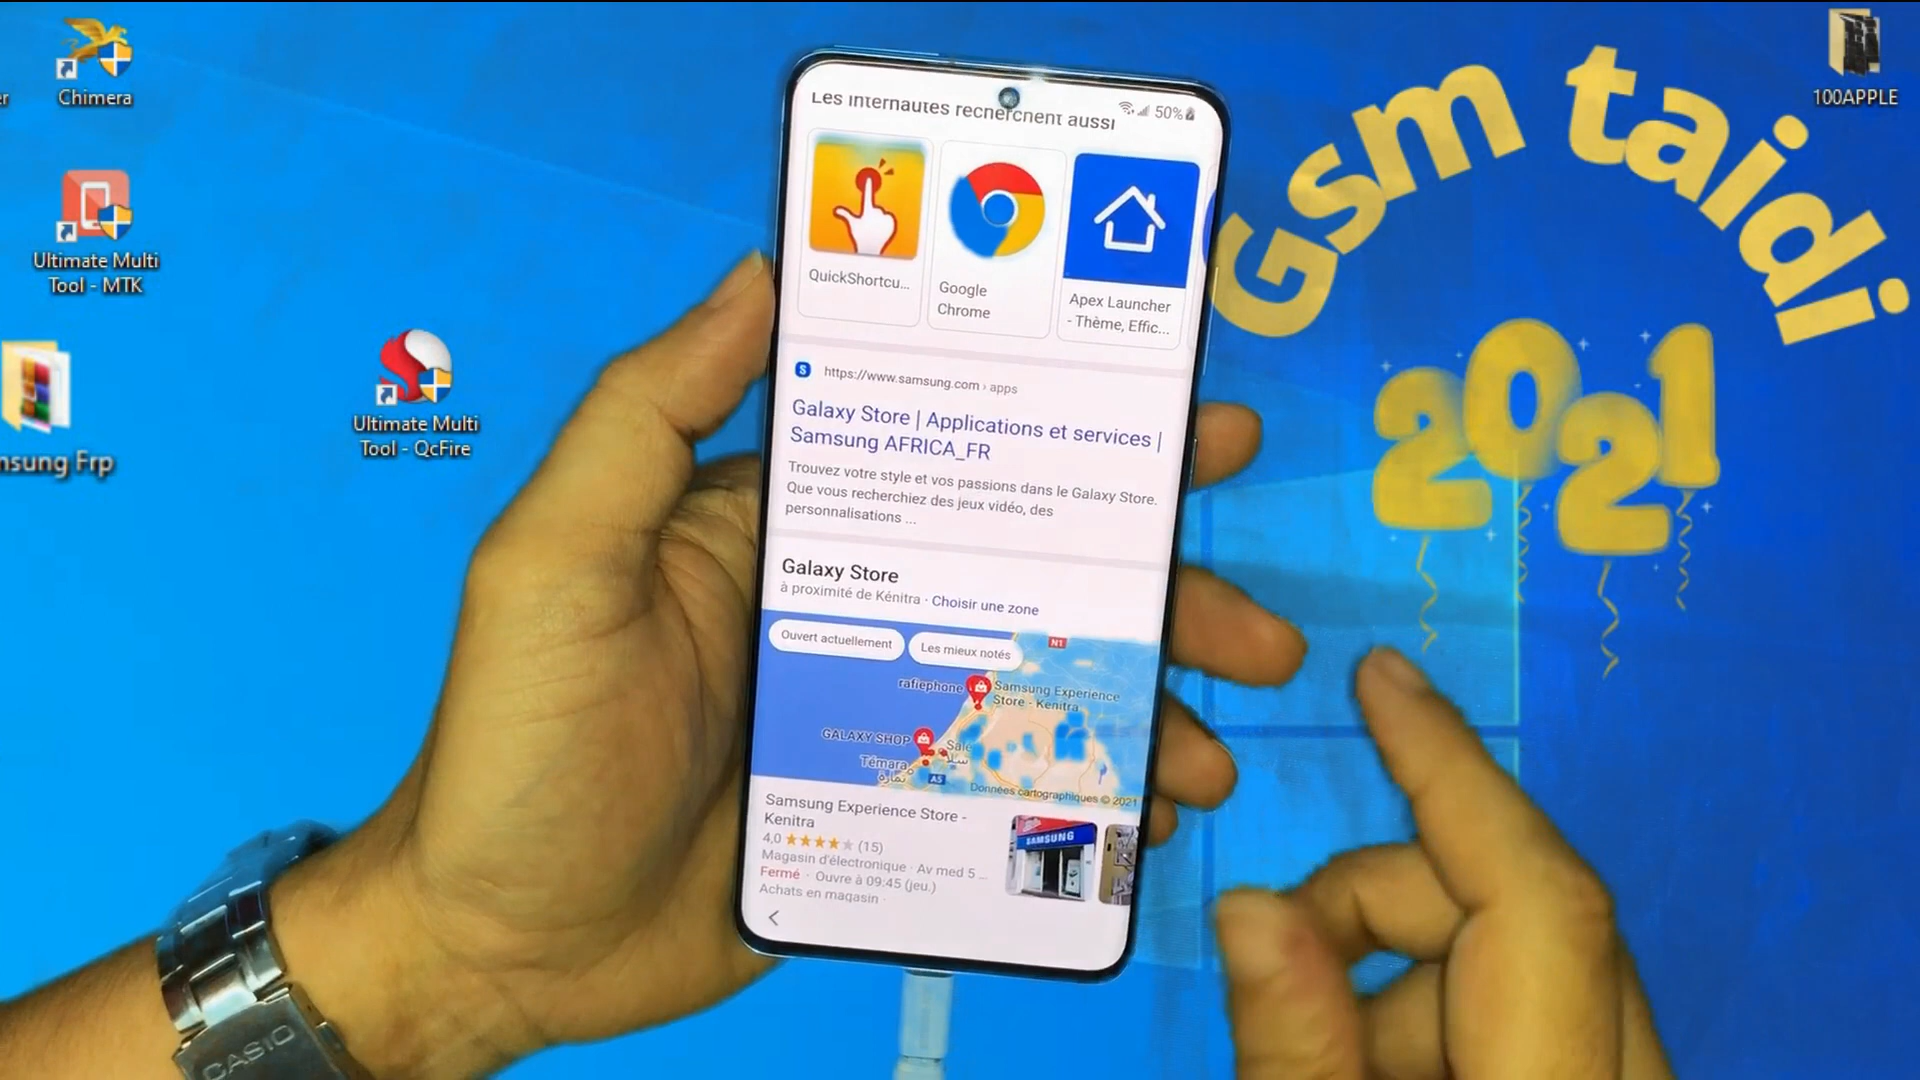 Chimera
Ultimate Multi
Tool - MTK
Ultimate Multi
Tool - QcFire
nsung Frp
100APPLE
Gsm taidi
2021
Les internautes recherchent aussi
50%
QuickShortcu...
Google
Chrome
Apex Launcher
- Thème, Effic...
S
https://www.samsung.com › apps
Galaxy Store | Applications et services |
Samsung AFRICA_FR
Trouvez votre style et vos passions dans le Galaxy Store.
Que vous recherchiez des jeux vidéo, des
personnalisations ...
Galaxy Store
à proximité de Kénitra · Choisir une zone
Ouvert actuellement
Les mieux notés
N1
rafiephone
Samsung Experience
Store - Kenitra
GALAXY SHOP
Salé
سلا
Témara
تمارة
A5
Données cartographiques © 2021
Samsung Experience Store -
Kenitra
4,0 (15)
Magasin d'électronique · Av med 5 ...
Fermé · Ouvre à 09:45 (jeu.)
Achats en magasin ·
SAMSUNG
CASIO